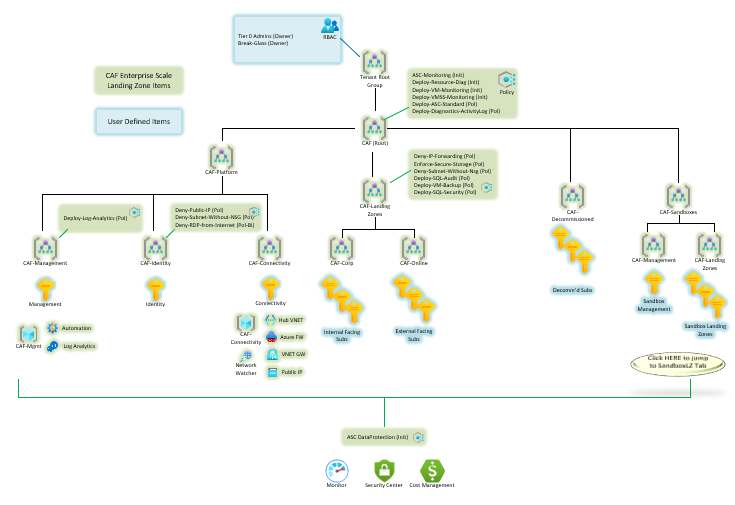 Tier 0 Admins (Owner)
Break-Glass (Owner)
RBAC
CAF Enterprise Scale
Landing Zone Items
User Defined Items
Tenant Root
Group
ASC-Monitoring (Init)
Deploy-Resource-Diag (Init)
Deploy-VM-Monitoring (Init)
Deploy-VMSS-Monitoring (Init)
Deploy-ASC-Standard (Pol)
Deploy-Diagnostics-ActivityLog (Pol)
Policy
CAF (Root)
CAF-Platform
Deny-IP-Forwarding (Pol)
Enforce-Secure-Storage (Pol)
Deny-Subnet-Without-Nsg (Pol)
Deploy-SQL-Audit (Pol)
Deploy-VM-Backup (Pol)
Deploy-SQL-Security (Pol)
CAF-Landing
Zones
CAF-
Decommissioned
CAF-Sandboxes
Deploy-Log-Analytics (Pol)
Deny-Public-IP (Pol)
Deny-Subnet-Without-NSG (Pol)
Deny-RDP-from-Internet (Pol-BI)
CAF-Management
CAF-Identity
CAF-Connectivity
CAF-Corp
CAF-Online
CAF-Management
CAF-Landing
Zones
Management
Identity
Connectivity
Internal Facing
Subs
External Facing
Subs
Decomm'd Subs
Sandbox
Management
Sandbox Landing
Zones
CAF-Mgmt
Automation
Log Analytics
CAF-
Connectivity
Network
Watcher
Hub VNET
Azure FW
VNET GW
Public IP
Click HERE to jump
to SandboxLZ Tab
ASC DataProtection (Init)
Monitor
Security Center
Cost Management